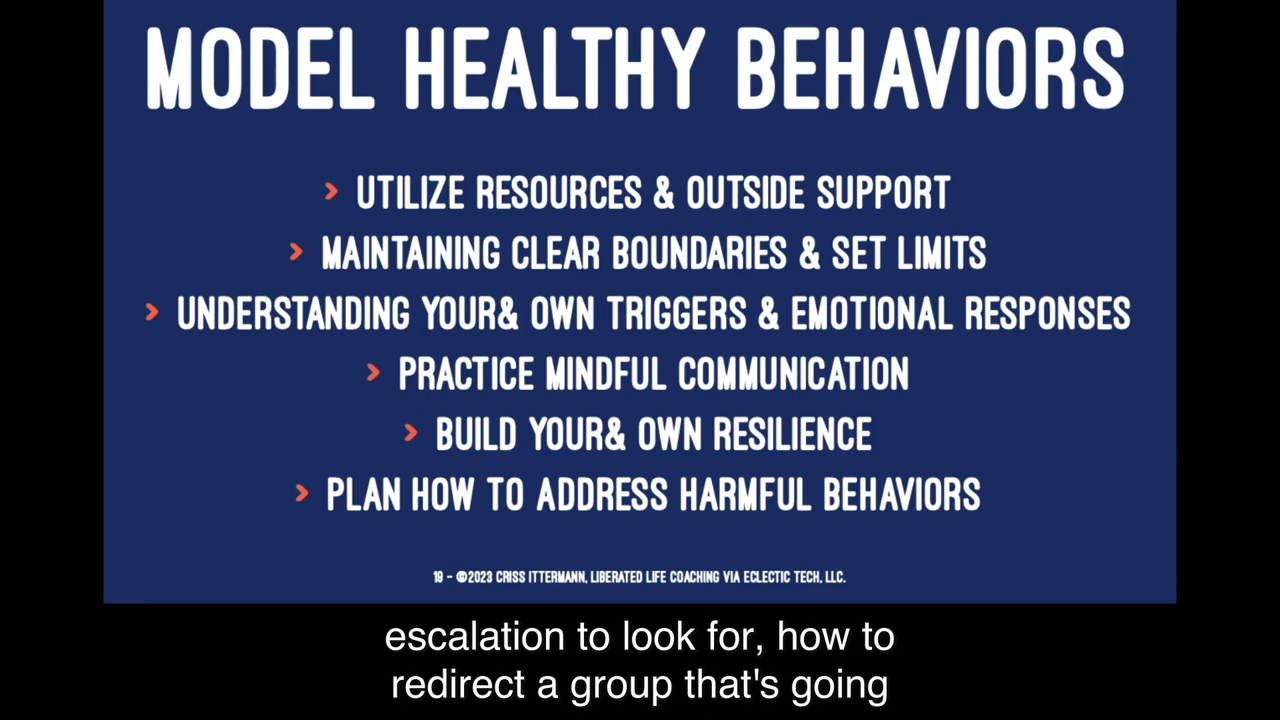 MODEL HEALTHY BEHAVIORS
> UTILIZE RESOURCES & OUTSIDE SUPPORT
> MAINTAINING CLEAR BOUNDARIES & SET LIMITS
> UNDERSTANDING YOUR& OWN TRIGGERS & EMOTIONAL RESPONSES
> PRACTICE MINDFUL COMMUNICATION
> BUILD YOUR& OWN RESILIENCE
> PLAN HOW TO ADDRESS HARMFUL BEHAVIORS
19 - ©2023 CRISS ITTERMANN, LIBERATED LIFE COACHING VIA ECLECTIC TECH, LLC.
escalation to look for, how to
redirect a group that's going